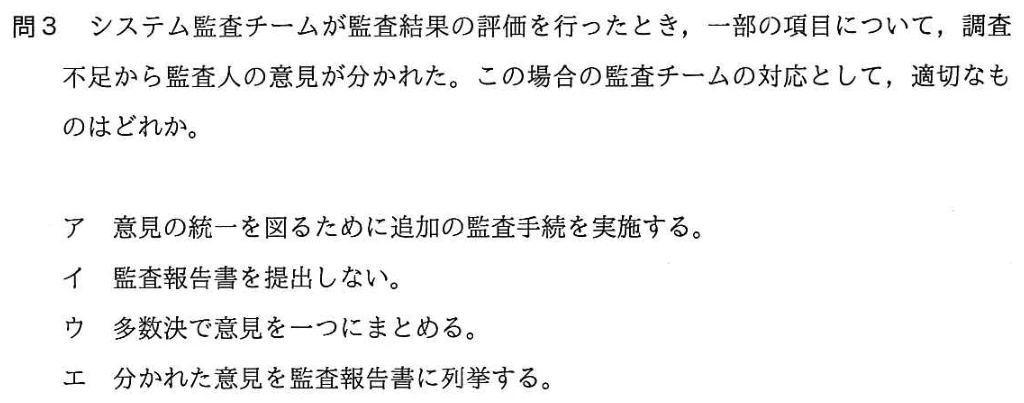 問3　システム監査チームが監査結果の評価を行ったとき，一部の項目について，調査
不足から監査人の意見が分かれた。この場合の監査チームの対応として，適切なも
のはどれか。
ア　意見の統一を図るために追加の監査手続を実施する。
イ　監査報告書を提出しない。
ウ　多数決で意見を一つにまとめる。
エ　分かれた意見を監査報告書に列挙する。